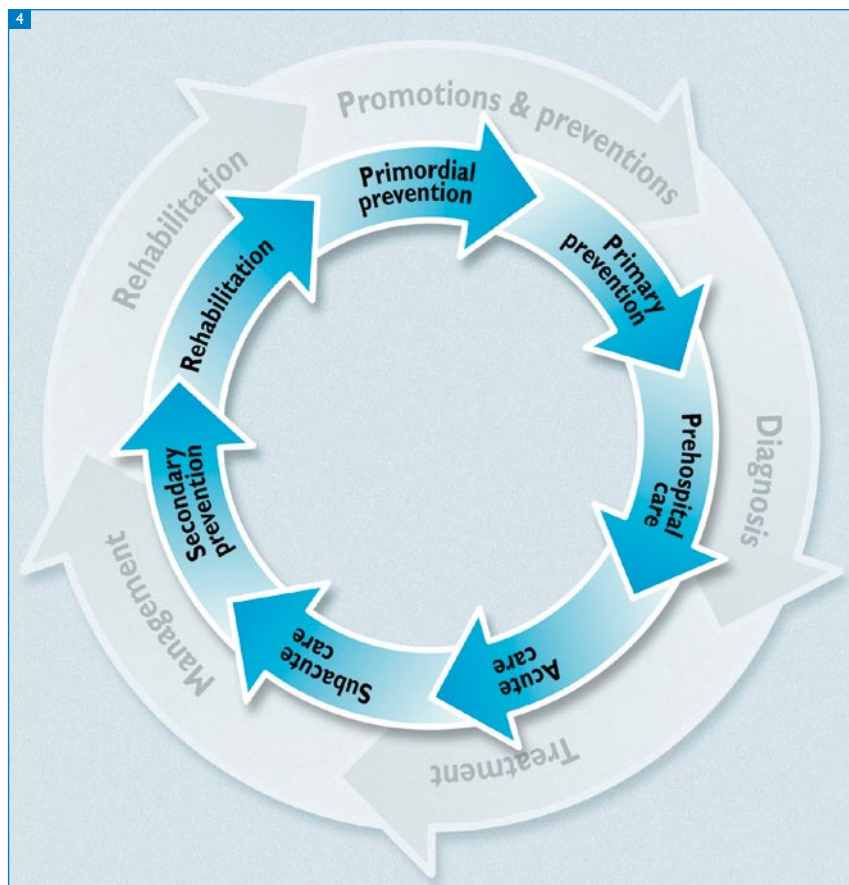 4
Promotions & preventions
Diagnosis
Treatment
Management
Rehabilitation
Primordial
prevention
Primary
prevention
Prehospital
care
Acute
care
Subacute
care
Secondary
prevention
Rehabilitation